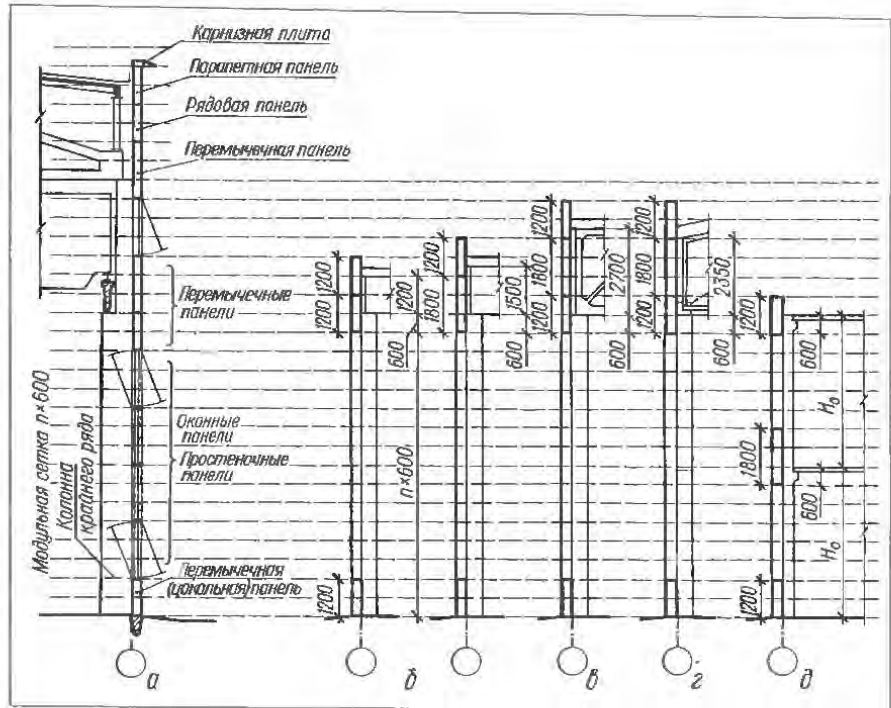 Карнизная плита
Парапетная панель
Рядовая панель
Перемычечная панель
Перемычечные
панели
Оконные
панели
Простеночные
панели
Перемычечная
(цокольная) панель
Модульная сетка n×600
Колонна
крайнего ряда
1200
1200
1200
1200
600
n×600
1200
1800
1500
600
1200
1800
1200
2700
600
1200
1800
1200
2350
600
1200
600
H₀
1800
600
H₀
1200
а
б
в
г
д